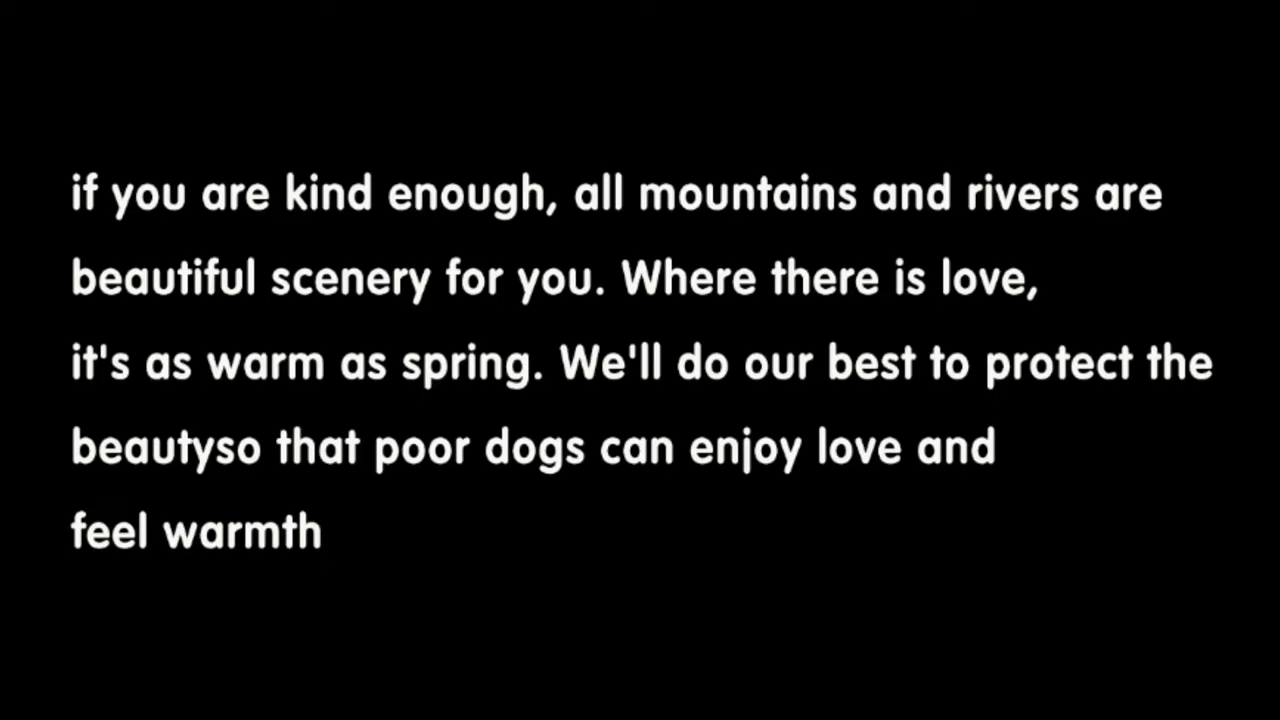 if you are kind enough, all mountains and rivers are
beautiful scenery for you. Where there is love,
it's as warm as spring. We'll do our best to protect the
beautyso that poor dogs can enjoy love and
feel warmth